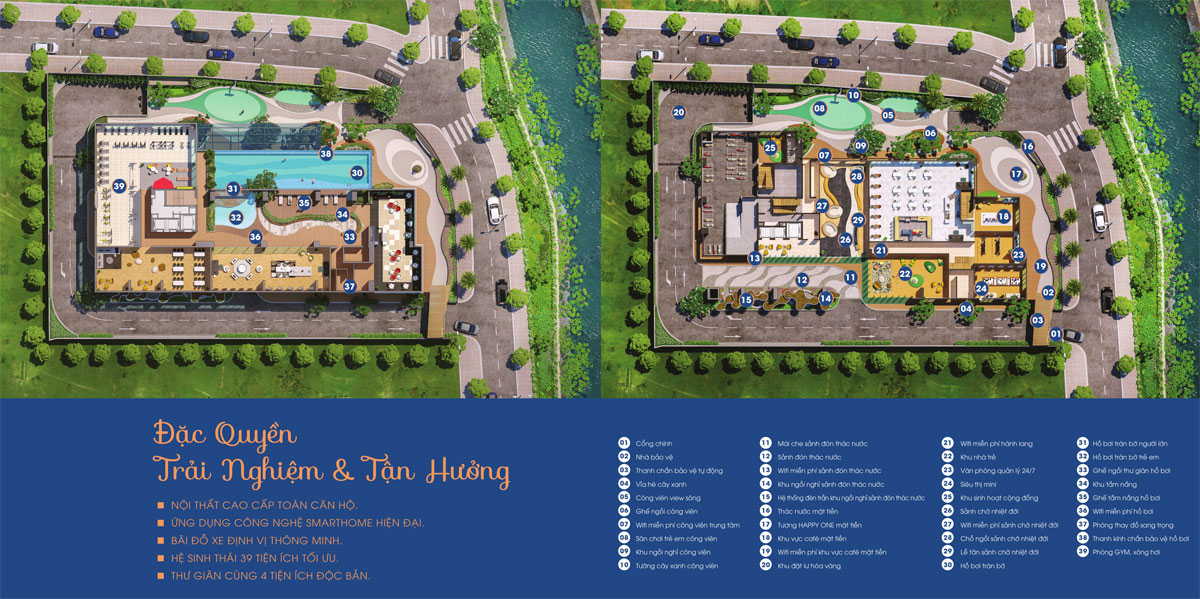 39
38
30
31
35
32
34
36
33
37
20
10
08
05
06
09
16
25
07
28
17
27
29
18
26
21
23
13
22
19
12
11
24
02
15
14
04
03
01
Đặc Quyền
Trải Nghiệm & Tận Hưởng
NỘI THẤT CAO CẤP TOÀN CĂN HỘ.
ỨNG DỤNG CÔNG NGHỆ SMARTHOME HIỆN ĐẠI.
BÃI ĐỖ XE ĐỊNH VỊ THÔNG MINH.
HỆ SINH THÁI 39 TIỆN ÍCH TỐI ƯU.
THƯ GIÃN CÙNG 4 TIỆN ÍCH ĐỘC BẢN.
01 Cổng chính
02 Nhà bảo vệ
03 Thanh chắn bảo vệ tự động
04 Vỉa hè cây xanh
05 Công viên view sông
06 Ghế ngồi công viên
07 Wifi miễn phí công viên trung tâm
08 Sân chơi trẻ em công viên
09 Khu ngồi nghỉ công viên
10 Tường cây xanh công viên
11 Mái che sảnh đón thác nước
12 Sảnh đón thác nước
13 Wifi miễn phí sảnh đón thác nước
14 Khu ngồi nghỉ sảnh đón thác nước
15 Hệ thống đèn trần khu ngồi nghỉ sảnh đón thác nước
16 Thác nước mặt tiền
17 Tượng HAPPY ONE mặt tiền
18 Khu vực café mặt tiền
19 Wifi miễn phí khu vực café mặt tiền
20 Khu đặt lư hóa vàng
21 Wifi miễn phí hành lang
22 Khu nhà trẻ
23 Văn phòng quản lý 24/7
24 Siêu thị mini
25 Khu sinh hoạt cộng đồng
26 Sảnh chờ nhiệt đới
27 Wifi miễn phí sảnh chờ nhiệt đới
28 Chỗ ngồi sảnh chờ nhiệt đới
29 Lễ tân sảnh chờ nhiệt đới
30 Hồ bơi tràn bờ
31 Hồ bơi tràn bờ người lớn
32 Hồ bơi tràn bờ trẻ em
33 Ghế ngồi thư giãn hồ bơi
34 Khu tắm nắng
35 Ghế tắm nắng hồ bơi
36 Wifi miễn phí hồ bơi
37 Phòng thay đồ sang trọng
38 Thanh kính chắn bảo vệ hồ bơi
39 Phòng GYM, xông hơi